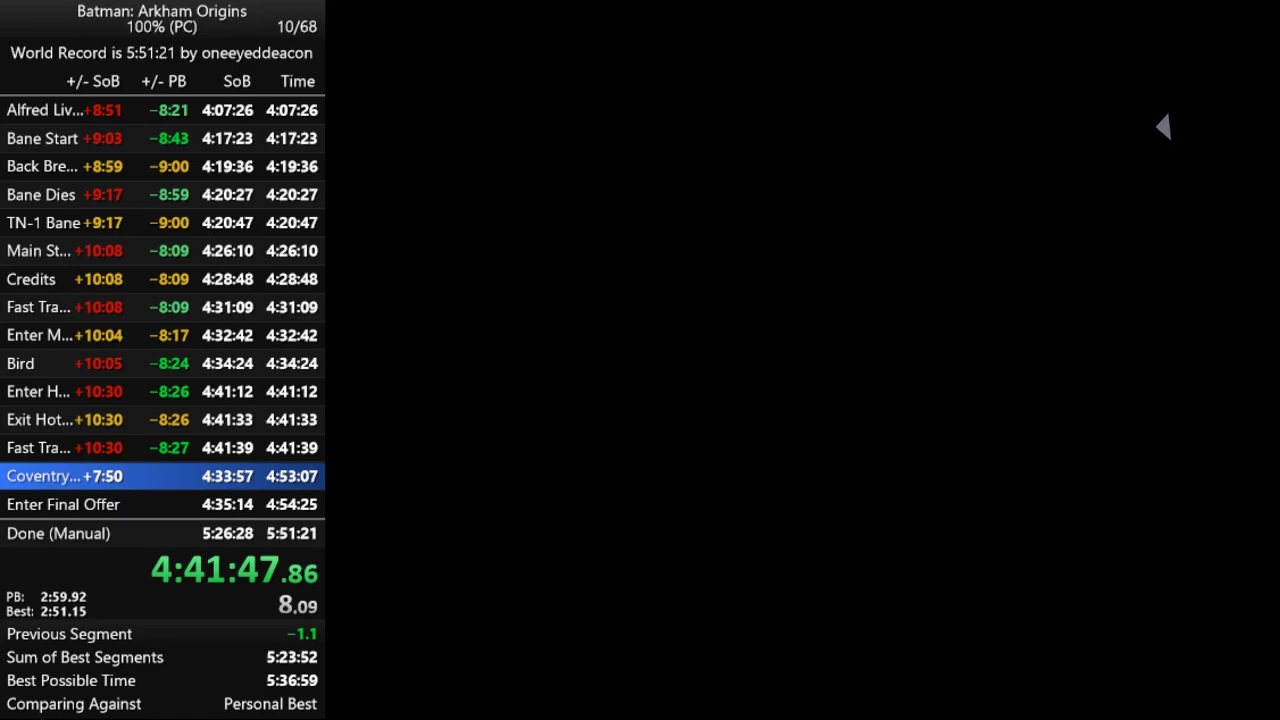 Batman: Arkham Origins
100% (PC) 10/68
World Record is 5:51:21 by oneeyeddeacon
+/- SoB +/- PB SoB Time
Alfred Liv... +8:51 −8:21 4:07:26 4:07:26
Bane Start +9:03 −8:43 4:17:23 4:17:23
Back Bre... +8:59 −9:00 4:19:36 4:19:36
Bane Dies +9:17 −8:59 4:20:27 4:20:27
TN-1 Bane +9:17 −9:00 4:20:47 4:20:47
Main St... +10:08 −8:09 4:26:10 4:26:10
Credits +10:08 −8:09 4:28:48 4:28:48
Fast Tra... +10:08 −8:09 4:31:09 4:31:09
Enter M... +10:04 −8:17 4:32:42 4:32:42
Bird +10:05 −8:24 4:34:24 4:34:24
Enter H... +10:30 −8:26 4:41:12 4:41:12
Exit Hot... +10:30 −8:26 4:41:33 4:41:33
Fast Tra... +10:30 −8:27 4:41:39 4:41:39
Coventry... +7:50 4:33:57 4:53:07
Enter Final Offer 4:35:14 4:54:25
Done (Manual) 5:26:28 5:51:21
4:41:47.86
PB: 2:59.92
Best: 2:51.15 8.09
Previous Segment −1.1
Sum of Best Segments 5:23:52
Best Possible Time 5:36:59
Comparing Against Personal Best